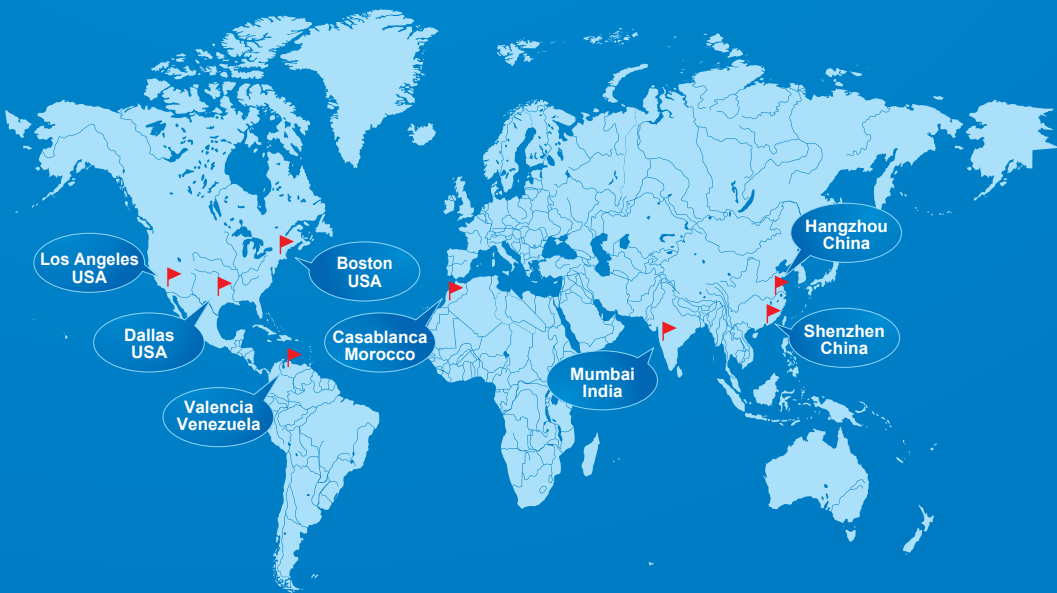 Hangzhou
China
Los Angeles
USA
Boston
USA
Dallas
USA
Casablanca
Morocco
Shenzhen
China
Mumbai
India
Valencia
Venezuela